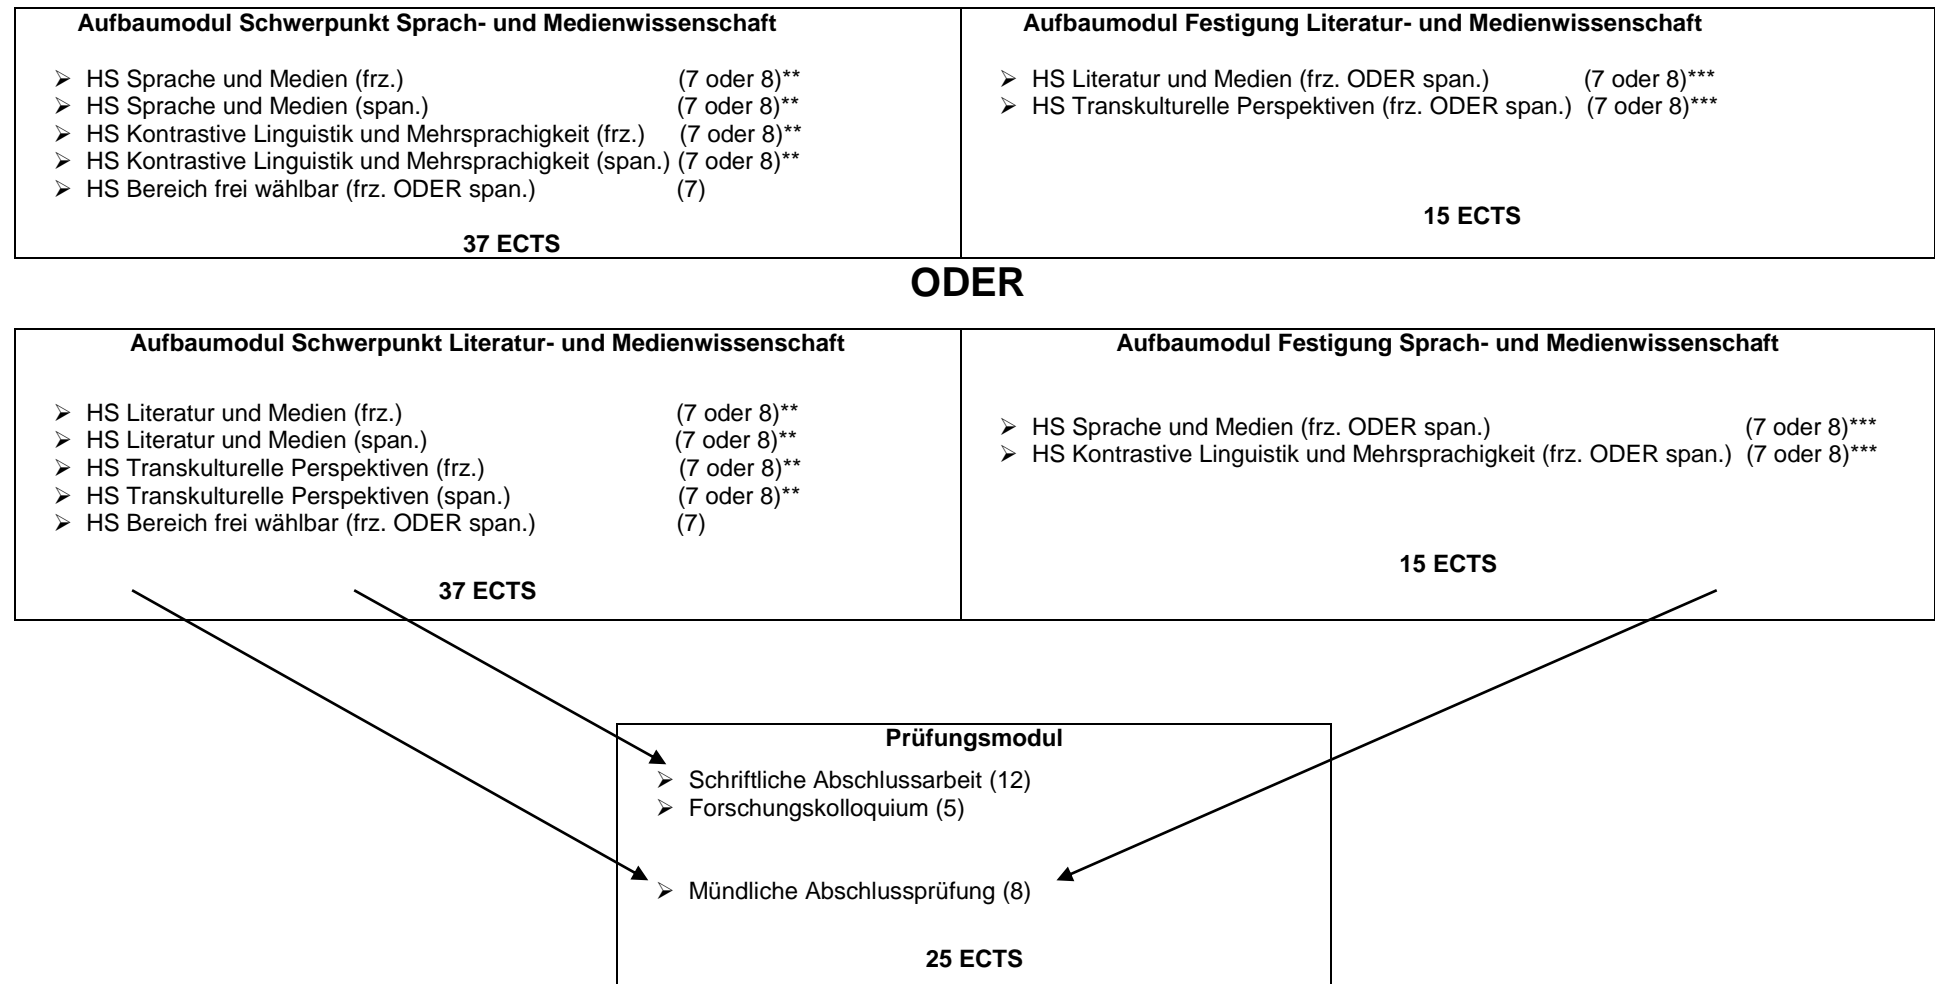 Aufbaumodul Schwerpunkt Sprach- und Medienwissenschaft
➢ HS Sprache und Medien (frz.) (7 oder 8)**
➢ HS Sprache und Medien (span.) (7 oder 8)**
➢ HS Kontrastive Linguistik und Mehrsprachigkeit (frz.) (7 oder 8)**
➢ HS Kontrastive Linguistik und Mehrsprachigkeit (span.) (7 oder 8)**
➢ HS Bereich frei wählbar (frz. ODER span.) (7)
37 ECTS
Aufbaumodul Festigung Literatur- und Medienwissenschaft
➢ HS Literatur und Medien (frz. ODER span.) (7 oder 8)***
➢ HS Transkulturelle Perspektiven (frz. ODER span.) (7 oder 8)***
15 ECTS
ODER
Aufbaumodul Schwerpunkt Literatur- und Medienwissenschaft
➢ HS Literatur und Medien (frz.) (7 oder 8)**
➢ HS Literatur und Medien (span.) (7 oder 8)**
➢ HS Transkulturelle Perspektiven (frz.) (7 oder 8)**
➢ HS Transkulturelle Perspektiven (span.) (7 oder 8)**
➢ HS Bereich frei wählbar (frz. ODER span.) (7)
37 ECTS
Aufbaumodul Festigung Sprach- und Medienwissenschaft
➢ HS Sprache und Medien (frz. ODER span.) (7 oder 8)***
➢ HS Kontrastive Linguistik und Mehrsprachigkeit (frz. ODER span.) (7 oder 8)***
15 ECTS
Prüfungsmodul
➢ Schriftliche Abschlussarbeit (12)
➢ Forschungskolloquium (5)
➢ Mündliche Abschlussprüfung (8)
25 ECTS